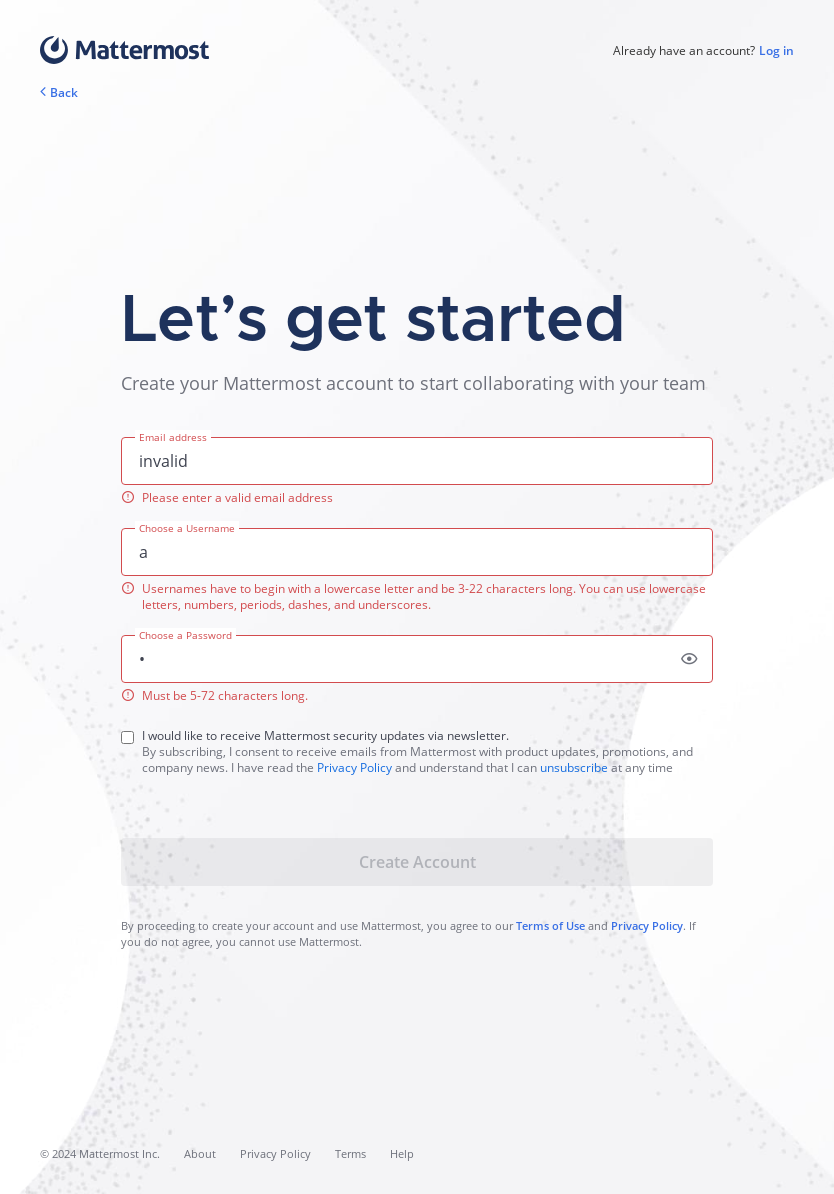 Mattermost
Already have an account? Log in
Back
Let’s get started
Create your Mattermost account to start collaborating with your team
Email address
invalid
Please enter a valid email address
Choose a Username
a
Usernames have to begin with a lowercase letter and be 3-22 characters long. You can use lowercase
letters, numbers, periods, dashes, and underscores.
Choose a Password
•
Must be 5-72 characters long.
I would like to receive Mattermost security updates via newsletter.
By subscribing, I consent to receive emails from Mattermost with product updates, promotions, and
company news. I have read the Privacy Policy and understand that I can unsubscribe at any time
Create Account
By proceeding to create your account and use Mattermost, you agree to our Terms of Use and Privacy Policy. If
you do not agree, you cannot use Mattermost.
© 2024 Mattermost Inc. About Privacy Policy Terms Help